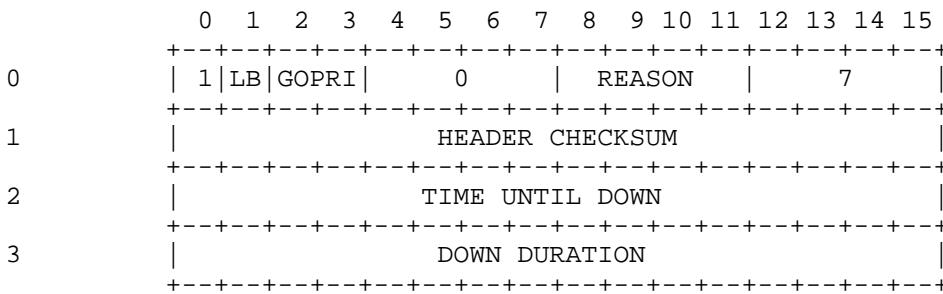 0  1  2  3  4  5  6  7  8  9 10 11 12 13 14 15
               +--+--+--+--+--+--+--+--+--+--+--+--+--+--+--+--+
0              | 1|LB|GOPRI|     0     |  REASON   |     7     |
               +--+--+--+--+--+--+--+--+--+--+--+--+--+--+--+--+
1              |                HEADER CHECKSUM                |
               +--+--+--+--+--+--+--+--+--+--+--+--+--+--+--+--+
2              |               TIME UNTIL DOWN                 |
               +--+--+--+--+--+--+--+--+--+--+--+--+--+--+--+--+
3              |                DOWN DURATION                  |
               +--+--+--+--+--+--+--+--+--+--+--+--+--+--+--+--+